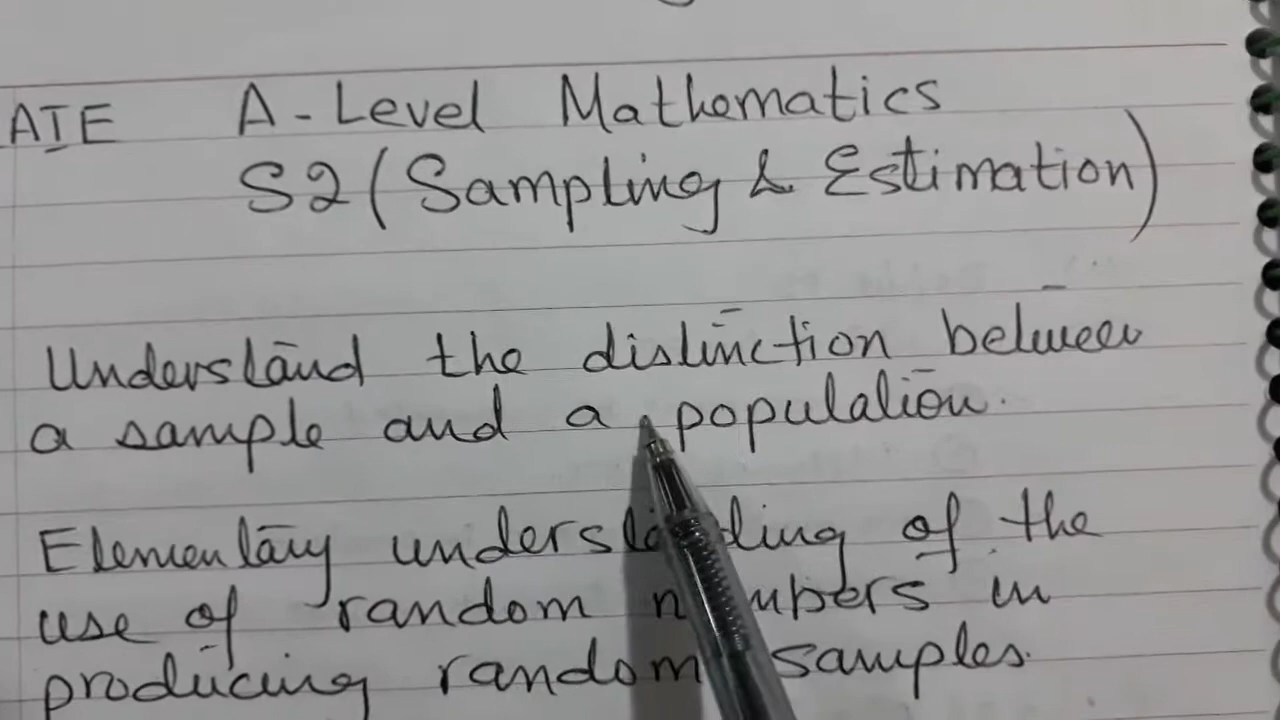 ATE A-Level Mathematics
S2 (Sampling & Estimation)
Understand the distinction between
a sample and a population.
Elementary understanding of the
use of random numbers in
producing random samples.